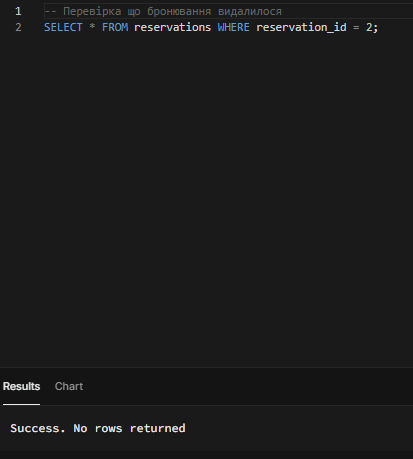 1 -- Перевірка що бронювання видалилося
2 SELECT * FROM reservations WHERE reservation_id = 2;
Results Chart
Success. No rows returned